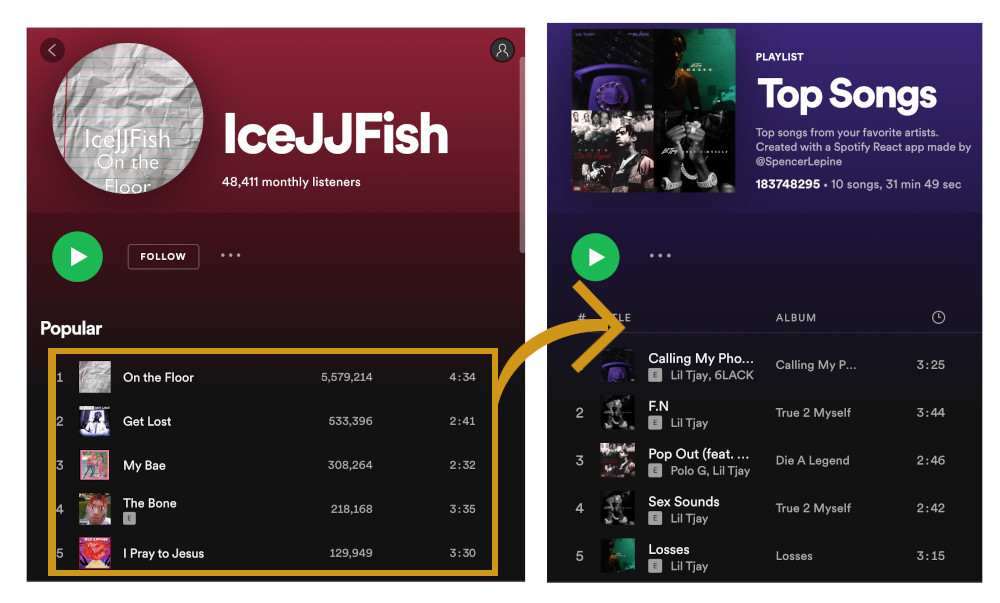 IceJJFish
On the
Floor
IceJJFish
48,411 monthly listeners
FOLLOW
Popular
1 On the Floor 5,579,214 4:34
2 Get Lost 533,396 2:41
3 My Bae 308,264 2:32
4 The Bone 218,168 3:35
E
5 I Pray to Jesus 129,949 3:30
PLAYLIST
Top Songs
Top songs from your favorite artists.
Created with a Spotify React app made by
@SpencerLepine
183748295 • 10 songs, 31 min 49 sec
# ALBUM
Calling My Pho... Calling My P... 3:25
E Lil Tjay, 6LACK
2 F.N True 2 Myself 3:44
E Lil Tjay
3 Pop Out (feat. ... Die A Legend 2:46
E Polo G, Lil Tjay
4 Sex Sounds True 2 Myself 2:42
E Lil Tjay
5 Losses Losses 3:15
E Lil Tjay